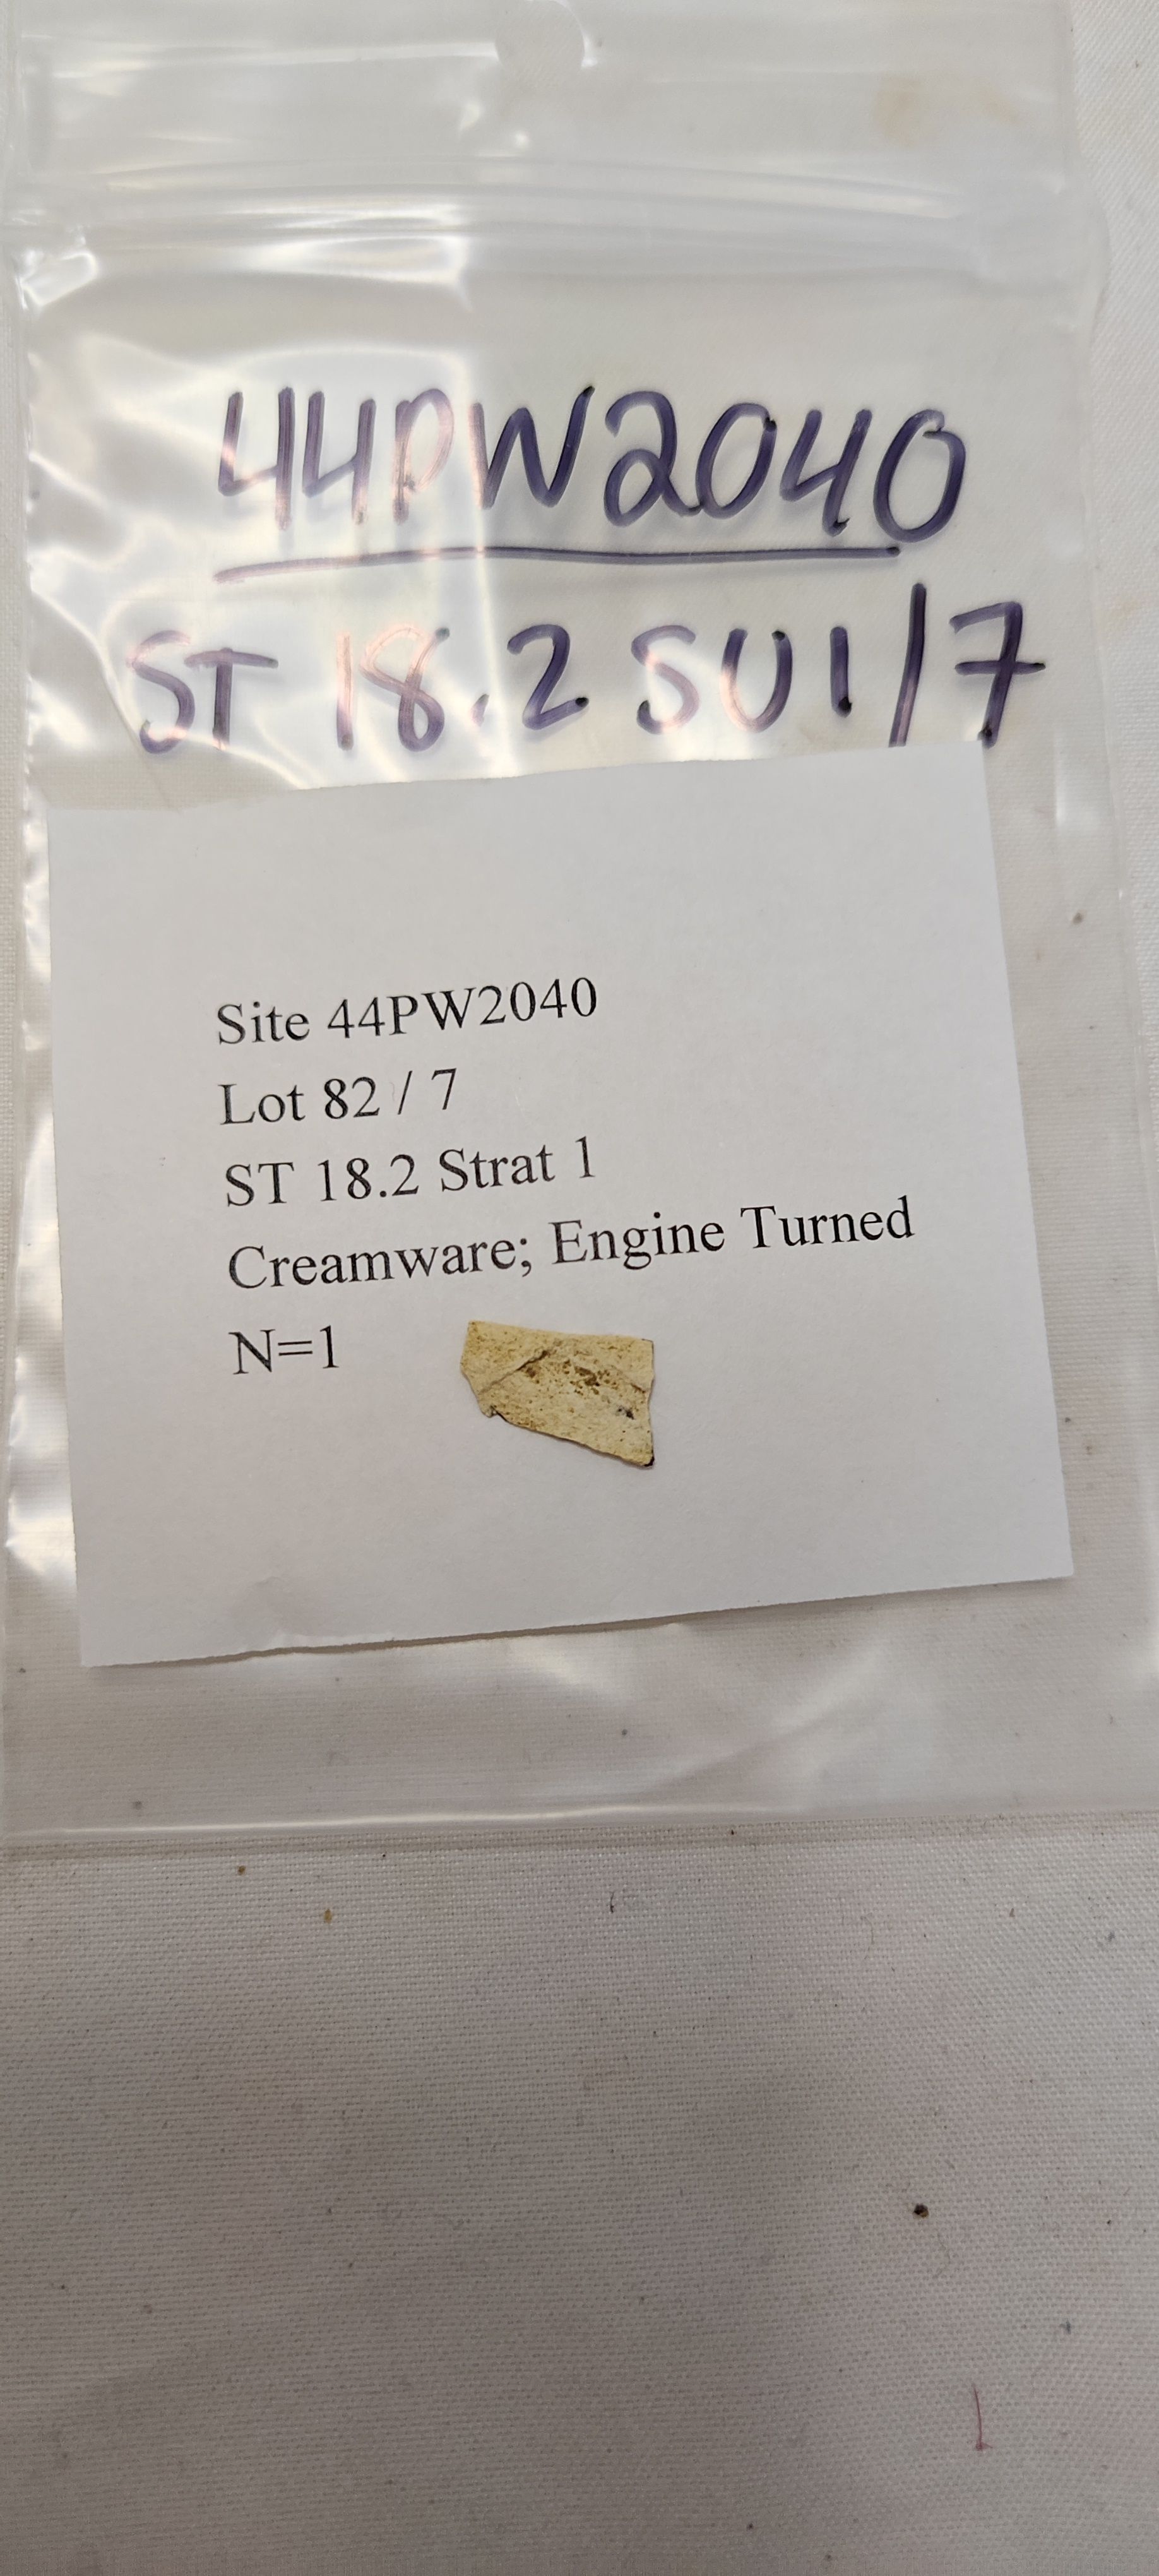 44PW2040
ST 18.2 SU1/7
Site 44PW2040
Lot 82 / 7
ST 18.2 Strat 1
Creamware; Engine Turned
N=1